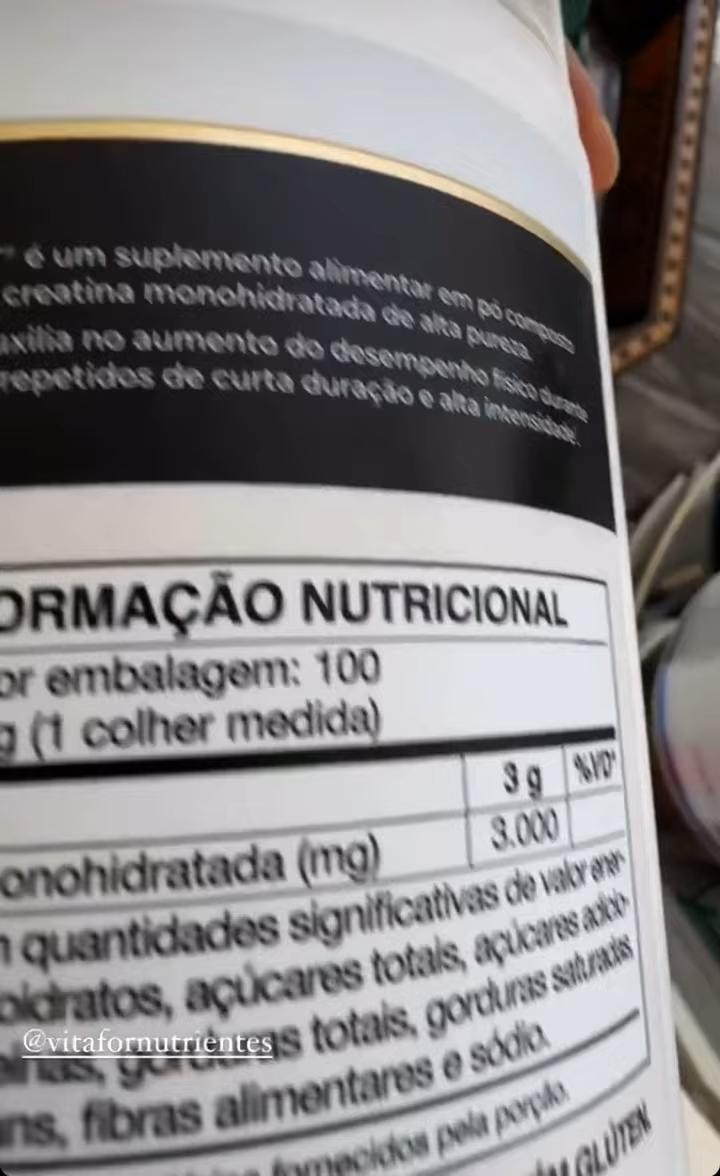 é um suplemento alimentar em pó composto
creatina monohidratada de alta pureza.
auxilia no aumento do desempenho físico durante
repetidos de curta duração e alta intensidade.
ORMAÇÃO NUTRICIONAL
or embalagem: 100
g (1 colher medida)
3 g %VD*
onohidratada (mg) 3.000
quantidades significativas de valor ener-
oidratos, açúcares totais, açúcares adicio-
totais, gorduras saturadas,
@vitafornutrientes
ns, fibras alimentares e sódio.
fornecidos pela porção.
GLÚTEN.